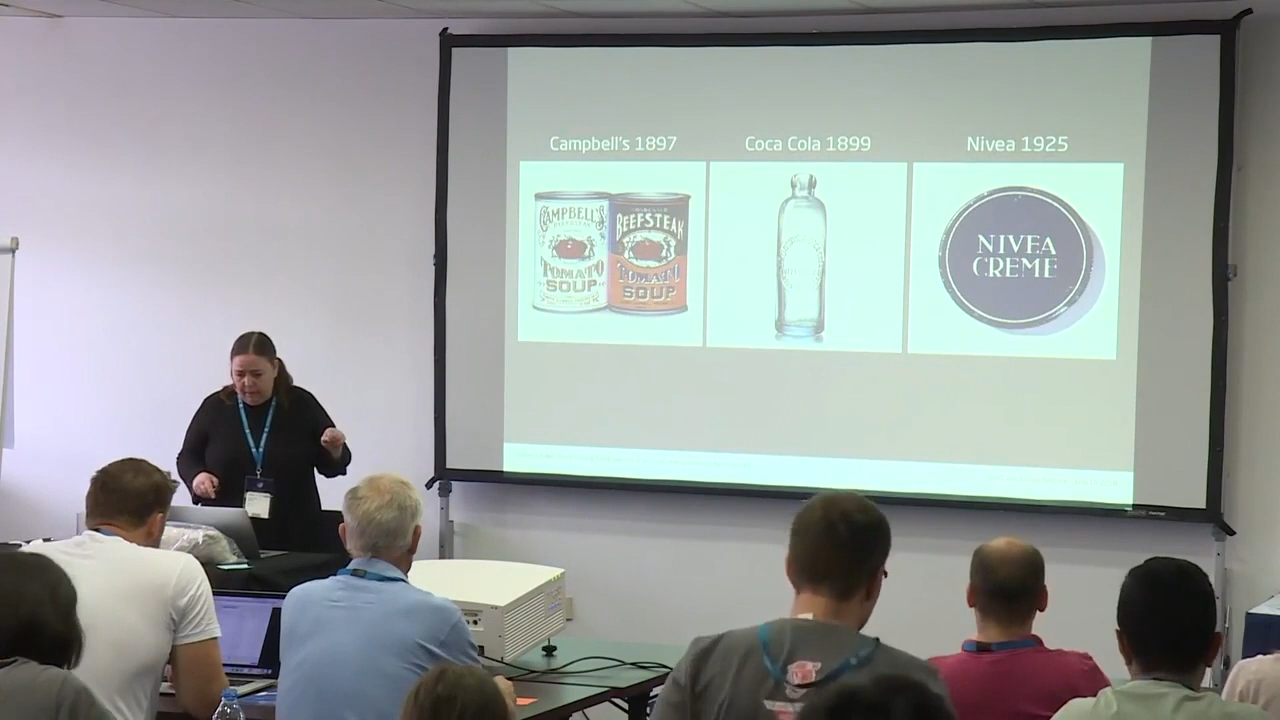 Campbell's 1897
Coca Cola 1899
Nivea 1925
CAMPBELL'S
TOMATO
SOUP
BEEFSTEAK
TOMATO
SOUP
NIVEA
CREME